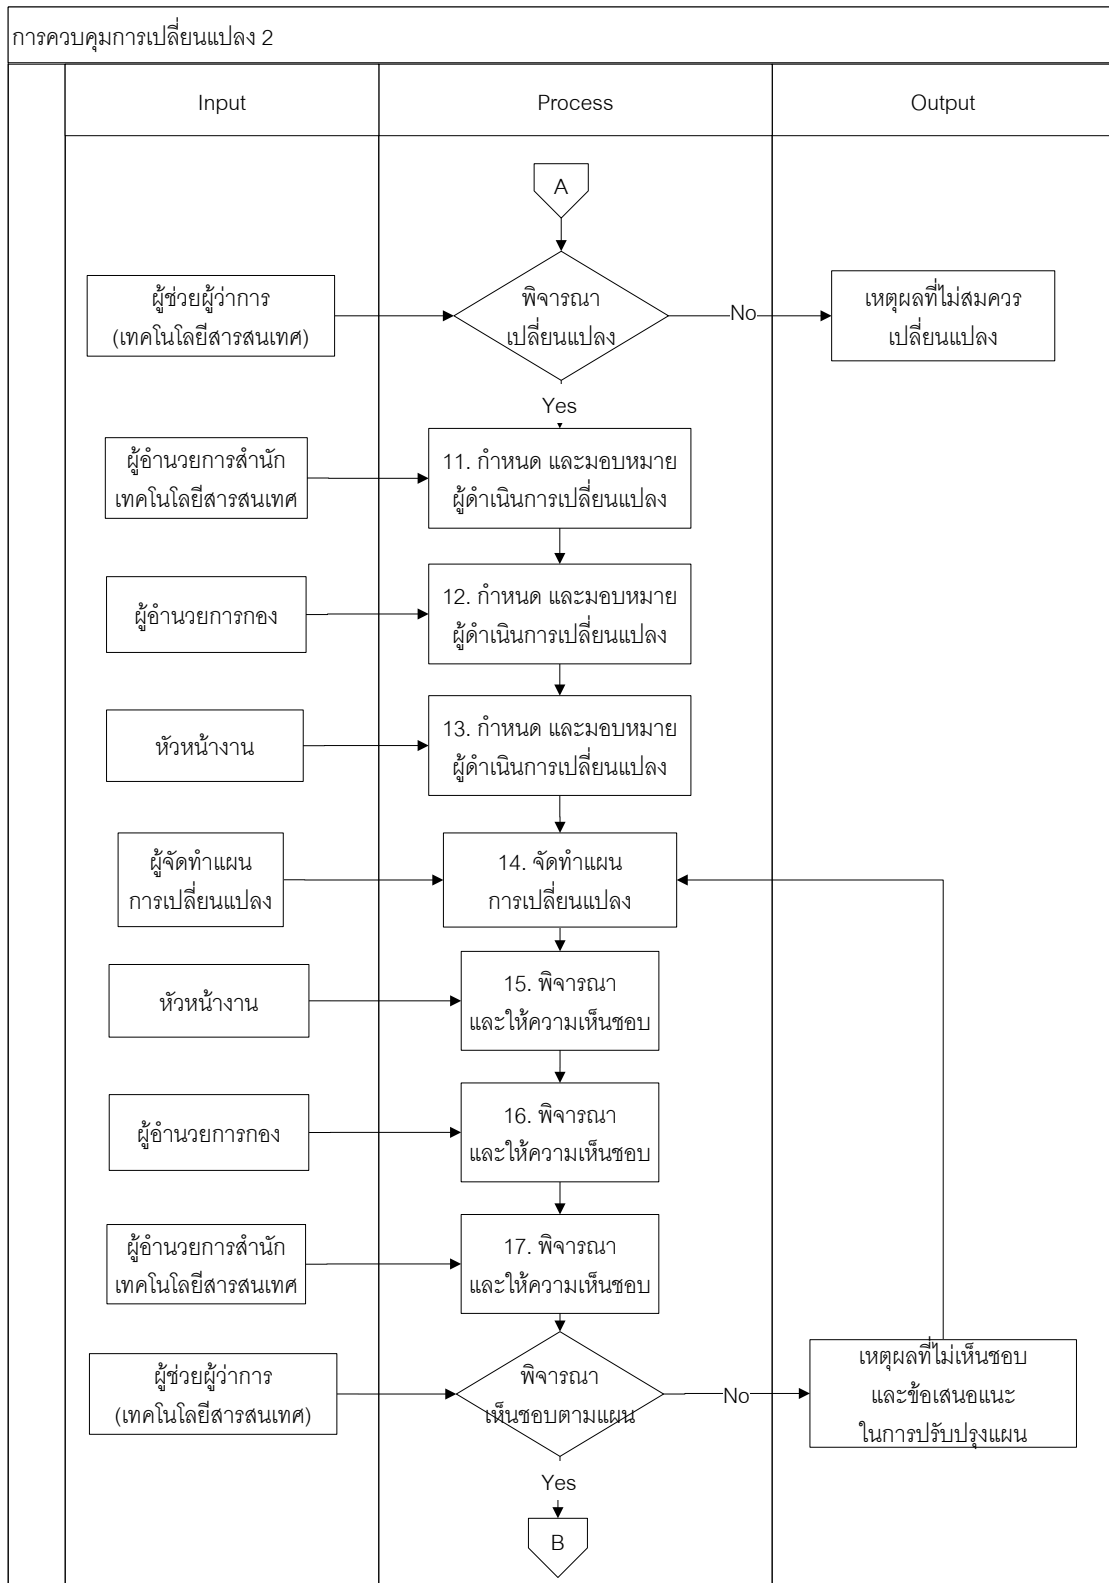 การควบคุมการเปลี่ยนแปลง 2
Input
Process
Output
A
ผู้ช่วยผู้ว่าการ
(เทคโนโลยีสารสนเทศ)
พิจารณา
เปลี่ยนแปลง
No
เหตุผลที่ไม่สมควร
เปลี่ยนแปลง
Yes
ผู้อำนวยการสำนัก
เทคโนโลยีสารสนเทศ
11. กำหนด และมอบหมาย
ผู้ดำเนินการเปลี่ยนแปลง
ผู้อำนวยการกอง
12. กำหนด และมอบหมาย
ผู้ดำเนินการเปลี่ยนแปลง
หัวหน้างาน
13. กำหนด และมอบหมาย
ผู้ดำเนินการเปลี่ยนแปลง
ผู้จัดทำแผน
การเปลี่ยนแปลง
14. จัดทำแผน
การเปลี่ยนแปลง
หัวหน้างาน
15. พิจารณา
และให้ความเห็นชอบ
ผู้อำนวยการกอง
16. พิจารณา
และให้ความเห็นชอบ
ผู้อำนวยการสำนัก
เทคโนโลยีสารสนเทศ
17. พิจารณา
และให้ความเห็นชอบ
ผู้ช่วยผู้ว่าการ
(เทคโนโลยีสารสนเทศ)
พิจารณา
เห็นชอบตามแผน
No
เหตุผลที่ไม่เห็นชอบ
และข้อเสนอแนะ
ในการปรับปรุงแผน
Yes
B